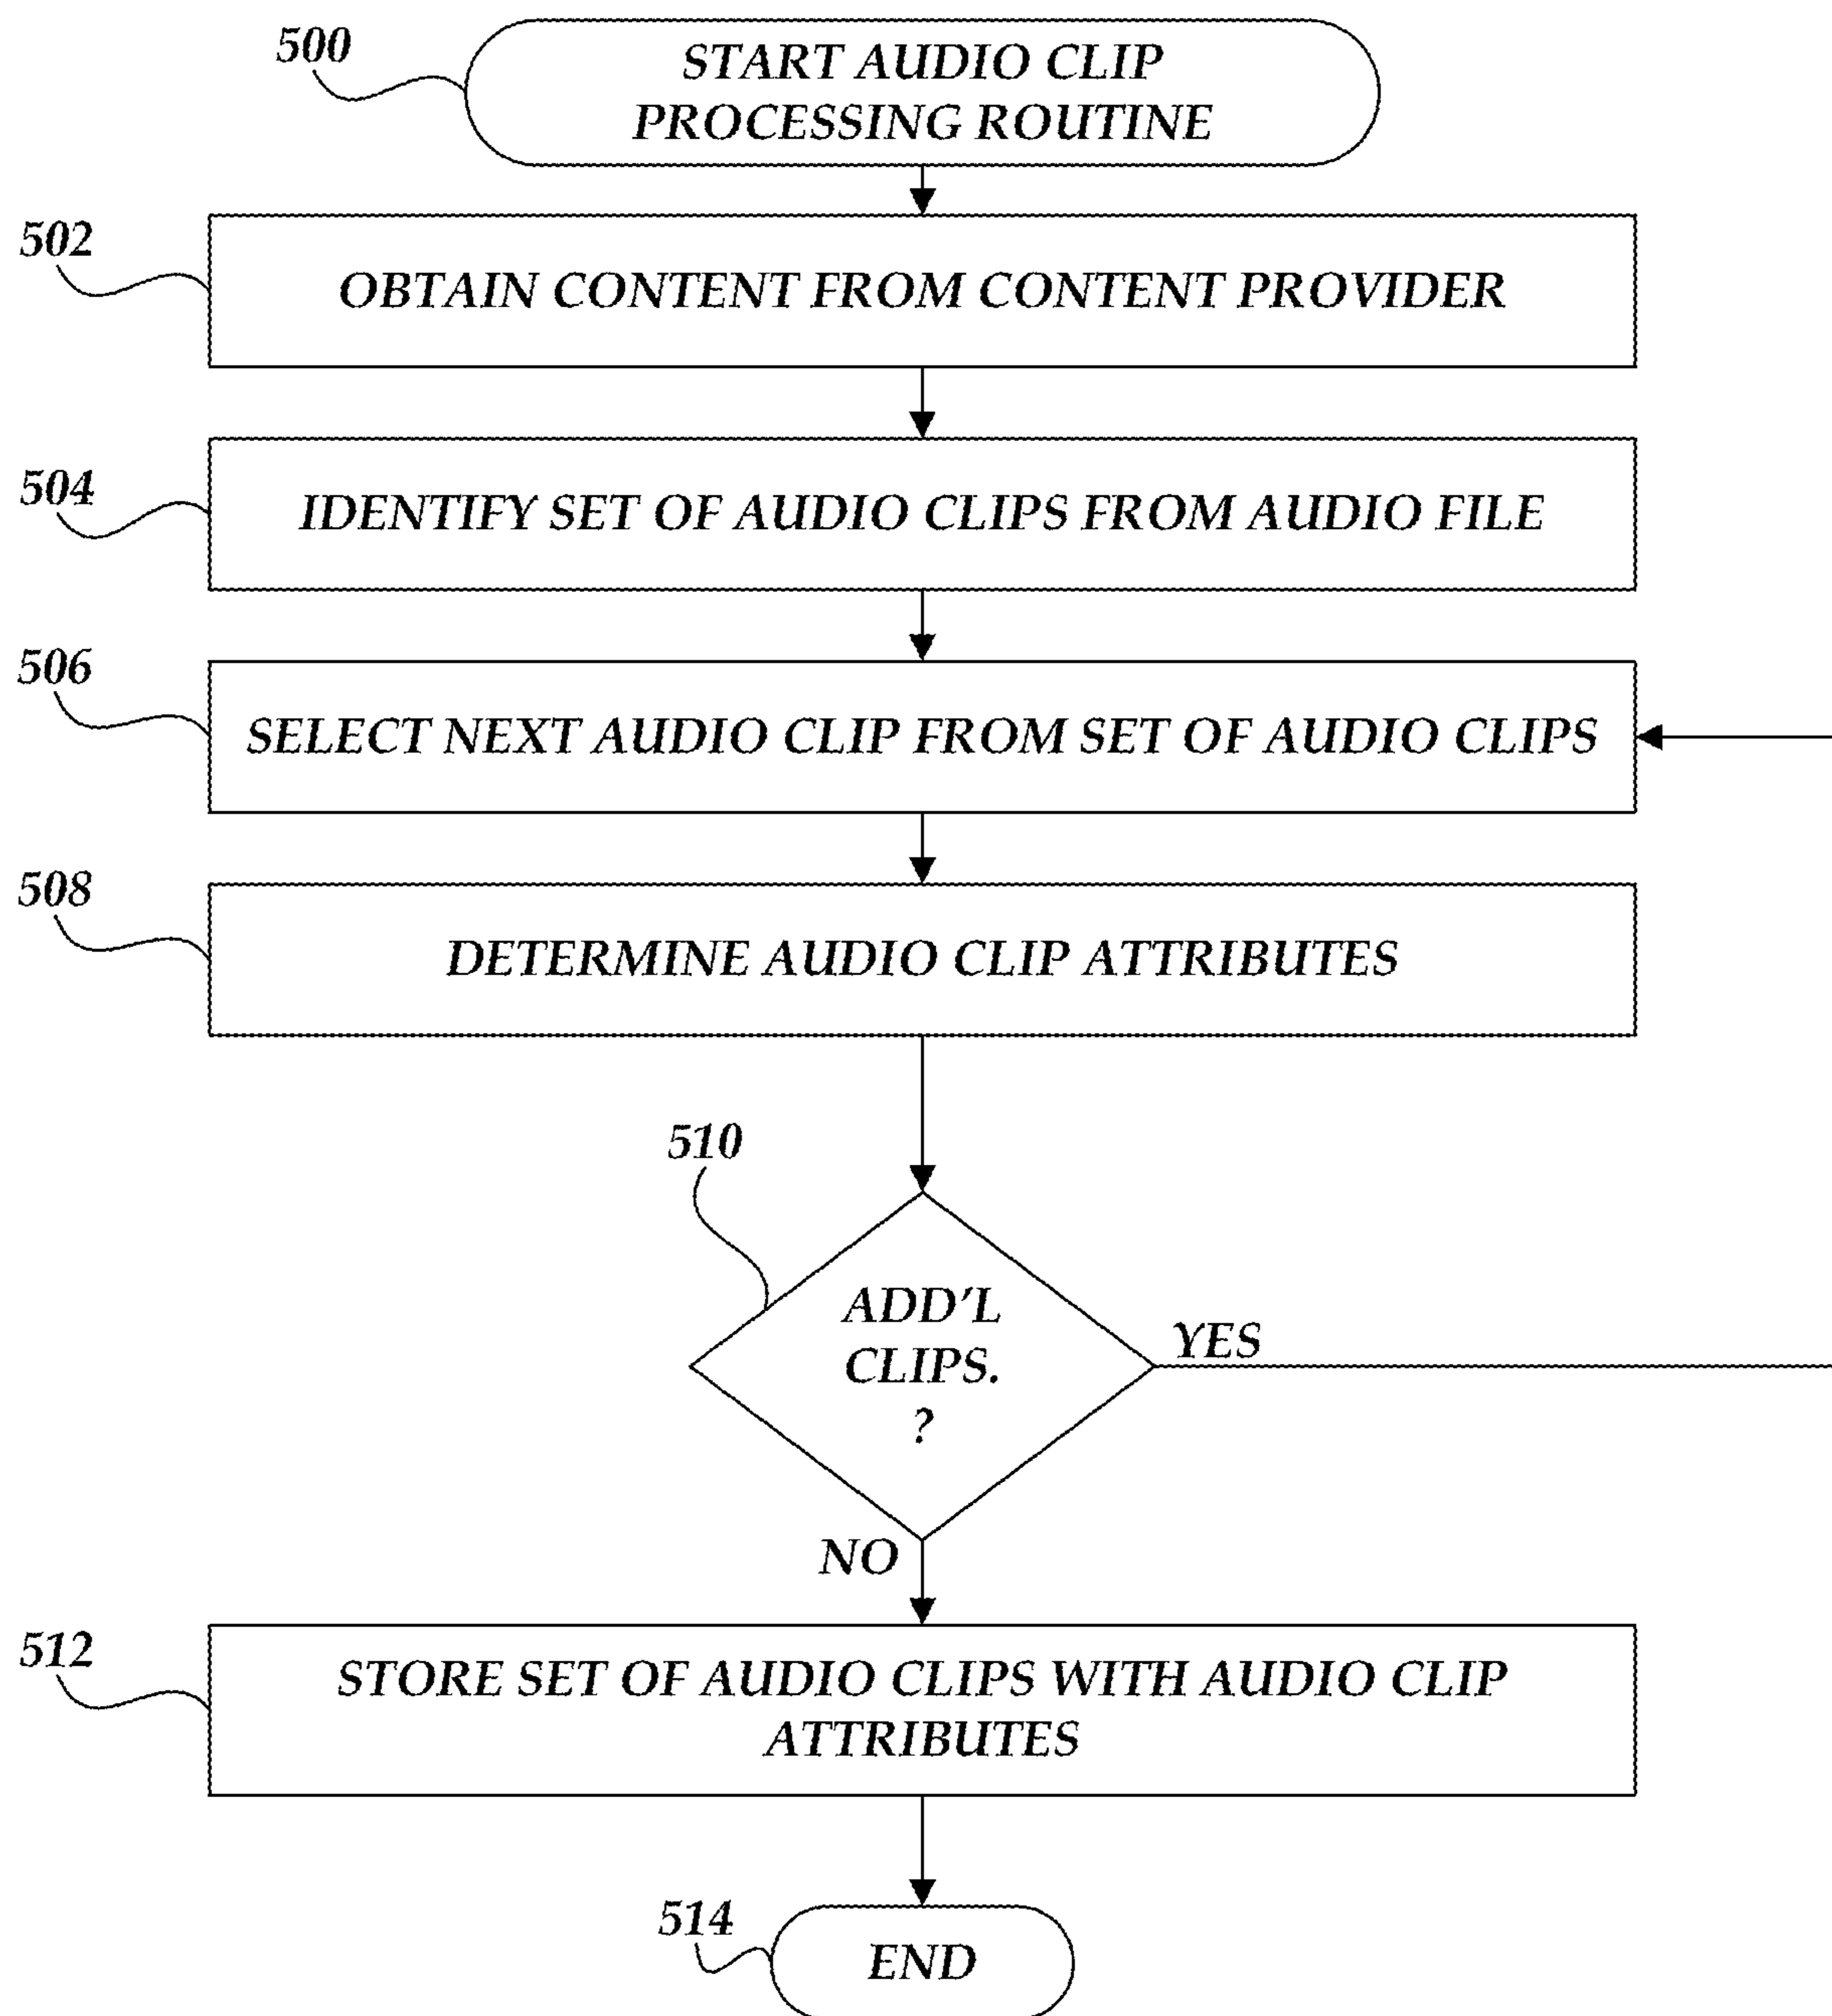 500
START AUDIO CLIP
PROCESSING ROUTINE
502
OBTAIN CONTENT FROM CONTENT PROVIDER
504
IDENTIFY SET OF AUDIO CLIPS FROM AUDIO FILE
506
SELECT NEXT AUDIO CLIP FROM SET OF AUDIO CLIPS
508
DETERMINE AUDIO CLIP ATTRIBUTES
510
ADD’L
CLIPS.
?
YES
NO
512
STORE SET OF AUDIO CLIPS WITH AUDIO CLIP
ATTRIBUTES
514
END